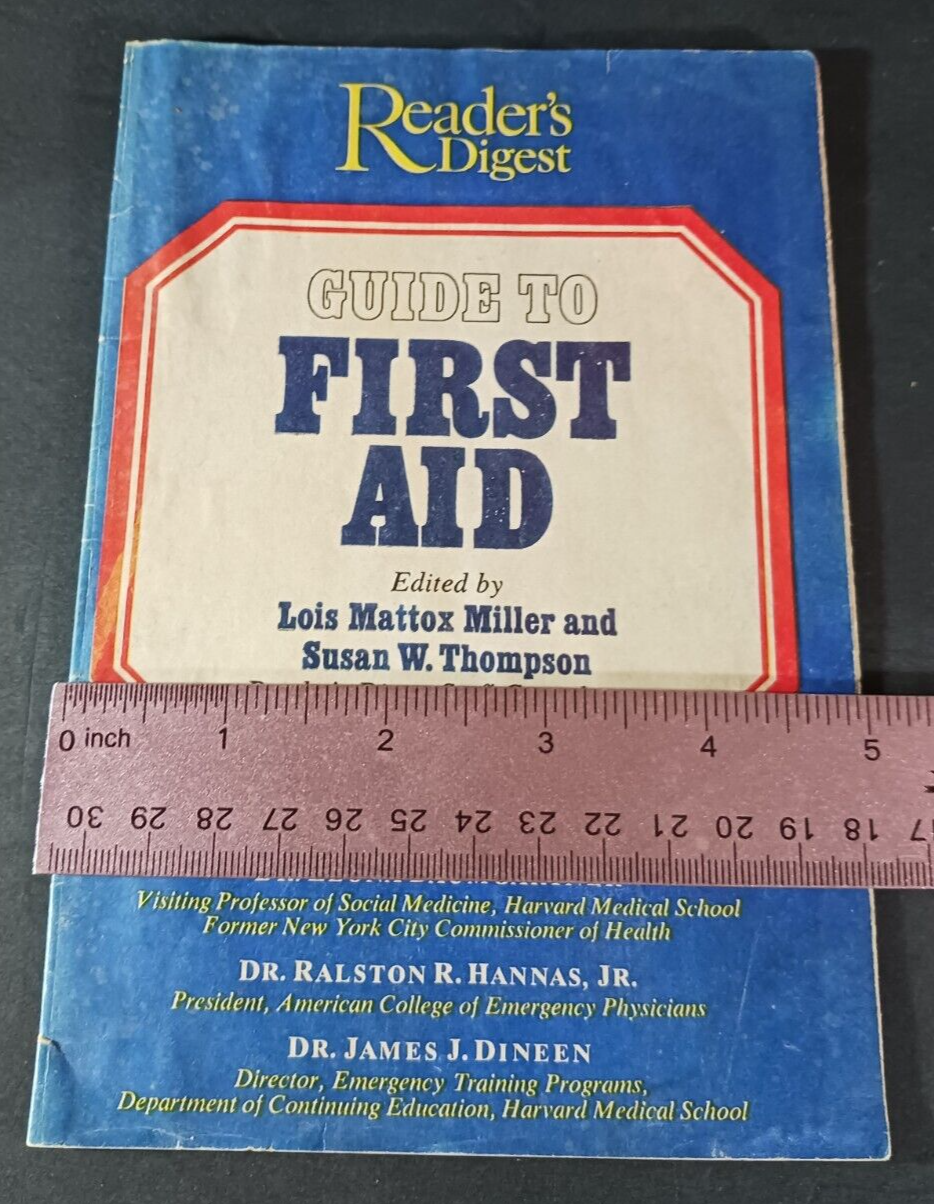 Reader's
Digest
GUIDE TO
FIRST
AID
Edited by
Lois Mattox Miller and
Susan W. Thompson
0 inch 1 2 3 4 5
30 29 28 27 26 25 24 23 22 21 20 19 18 17
Visiting Professor of Social Medicine, Harvard Medical School
Former New York City Commissioner of Health
DR. RALSTON R. HANNAS, JR.
President, American College of Emergency Physicians
DR. JAMES J. DINEEN
Director, Emergency Training Programs,
Department of Continuing Education, Harvard Medical School